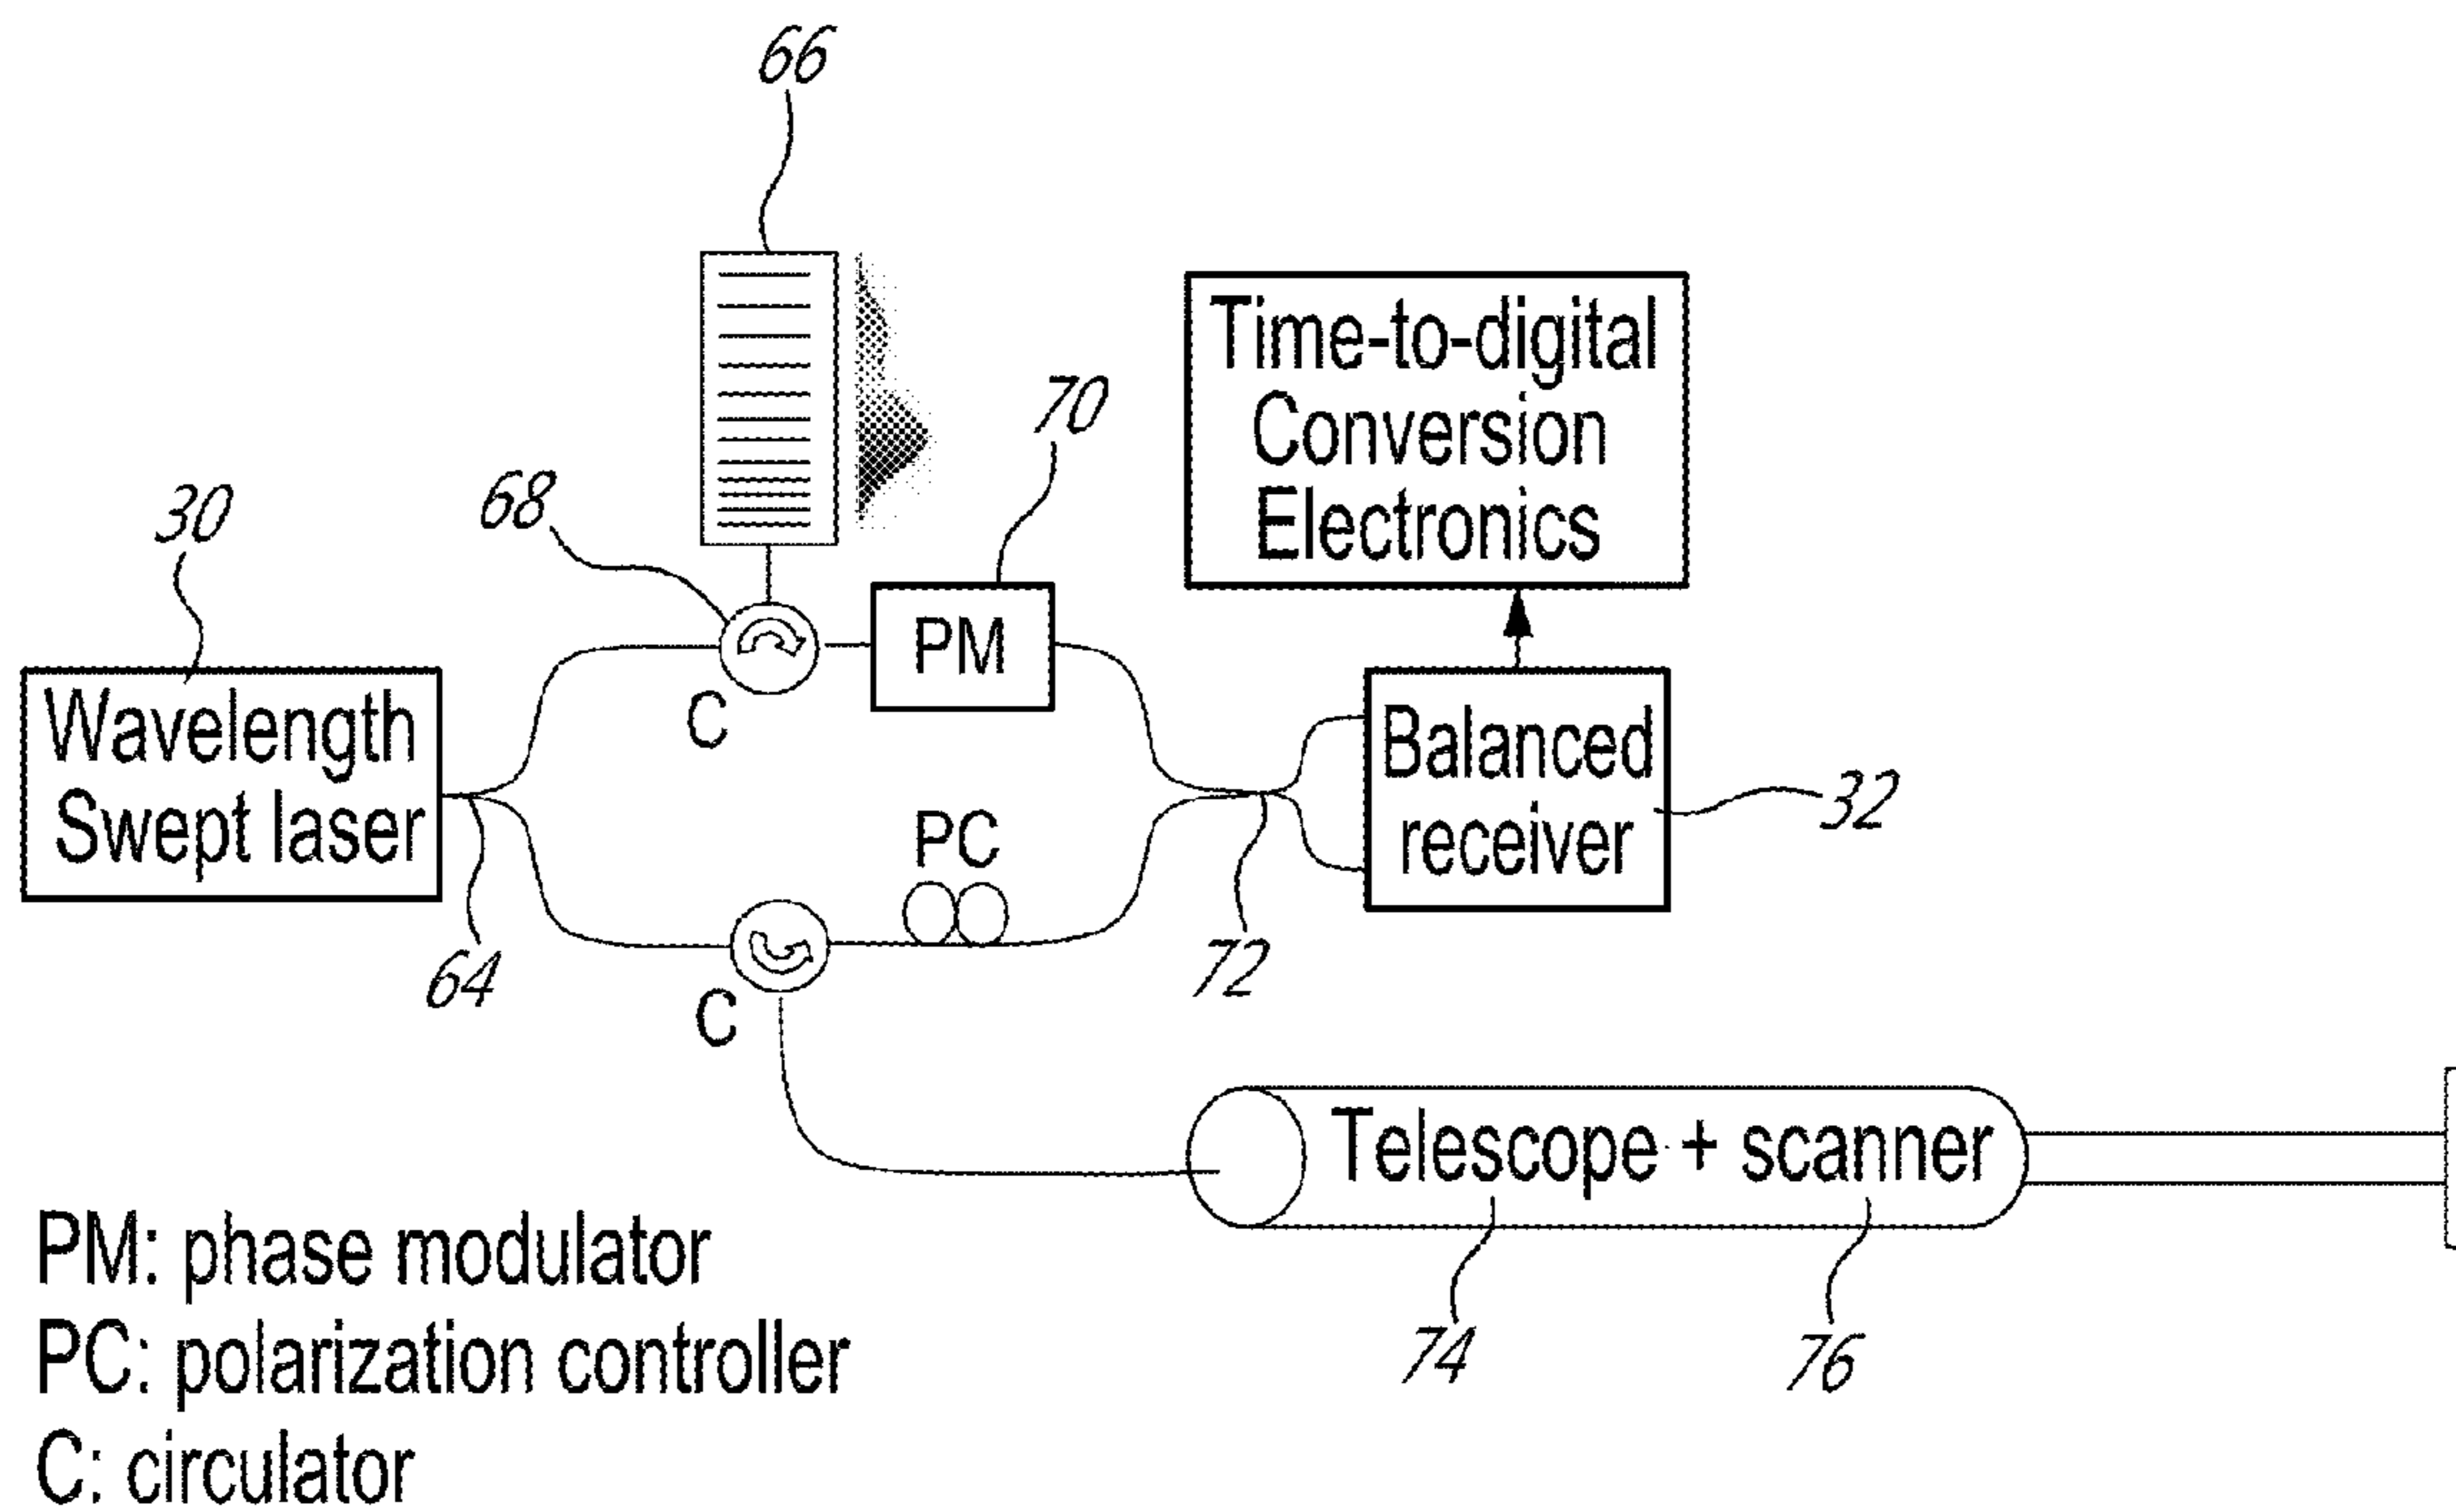 66
Time-to-digital
Conversion
Electronics
70
68
30
PM
C
Wavelength
Swept laser
Balanced
receiver
32
PC
64
72
C
Telescope + scanner
74
76
PM: phase modulator
PC: polarization controller
C: circulator